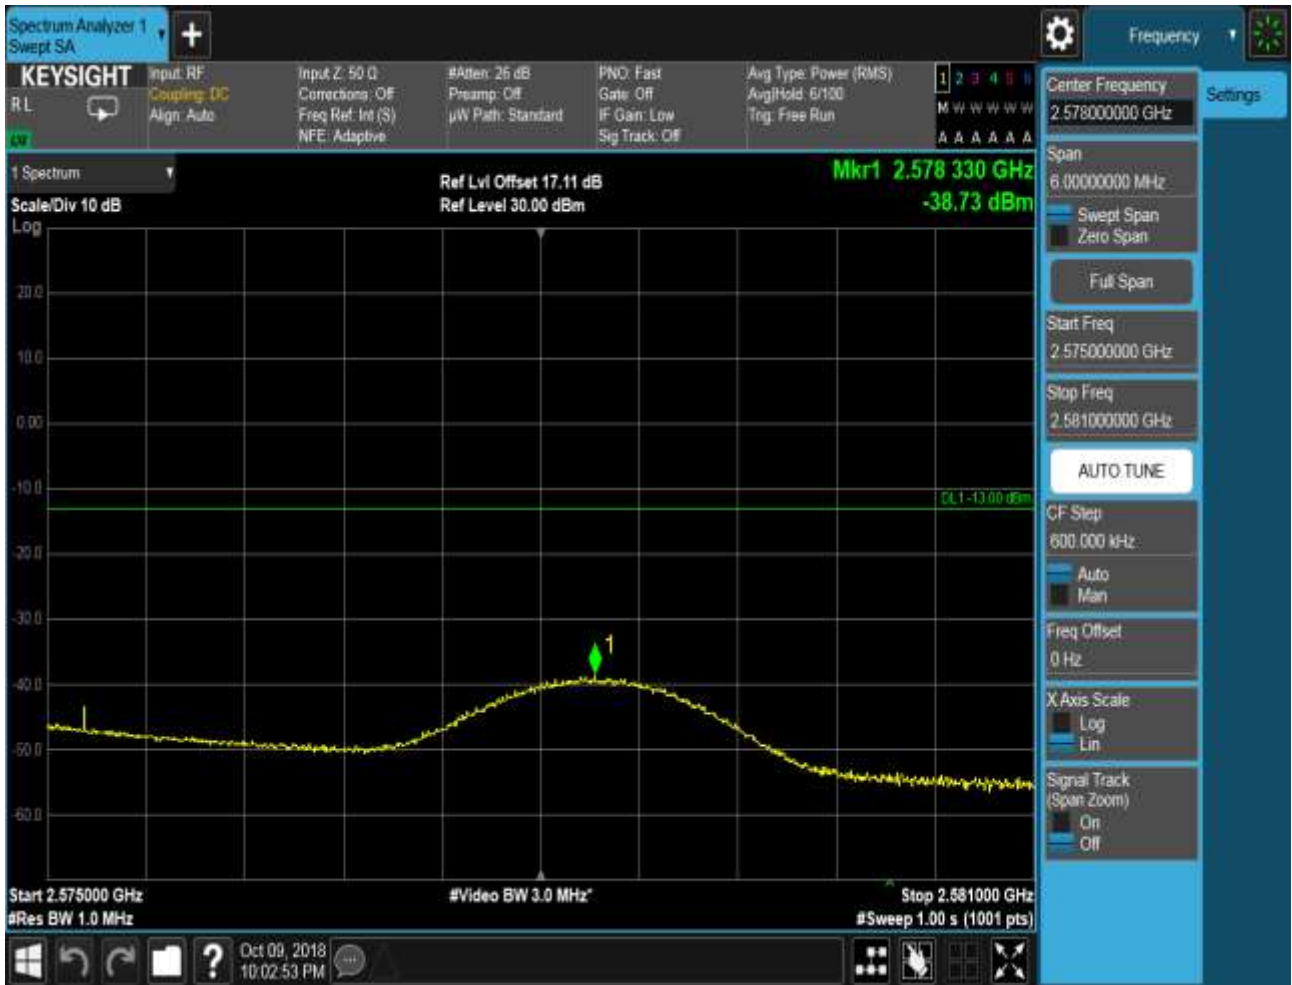 Spectrum Analyzer 1
Swept SA
+
Frequency
KEYSIGHT
R L
Input: RF
Coupling: DC
Align: Auto
Input Z: 50 Ω
Corrections: Off
Freq Ref: Int (S)
NFE: Adaptive
#Atten: 26 dB
Preamp: Off
µW Path: Standard
PNO: Fast
Gate: Off
IF Gain: Low
Sig Track: Off
Avg Type: Power (RMS)
Avg|Hold: 6/100
Trig: Free Run
1 2 3 4 5 6
M W W W W W
A A A A A A
1 Spectrum
Scale/Div 10 dB
Log
Ref Lvl Offset 17.11 dB
Ref Level 30.00 dBm
Mkr1 2.578 330 GHz
-38.73 dBm
20.0
10.0
0.00
-10.0
-20.0
-30.0
-40.0
-50.0
-60.0
DL1 -13.00 dBm
1
Start 2.575000 GHz
#Res BW 1.0 MHz
#Video BW 3.0 MHz*
Stop 2.581000 GHz
#Sweep 1.00 s (1001 pts)
Center Frequency
2.578000000 GHz
Settings
Span
6.00000000 MHz
Swept Span
Zero Span
Full Span
Start Freq
2.575000000 GHz
Stop Freq
2.581000000 GHz
AUTO TUNE
CF Step
600.000 kHz
Auto
Man
Freq Offset
0 Hz
X Axis Scale
Log
Lin
Signal Track
(Span Zoom)
On
Off
?
Oct 09, 2018
10:02:53 PM